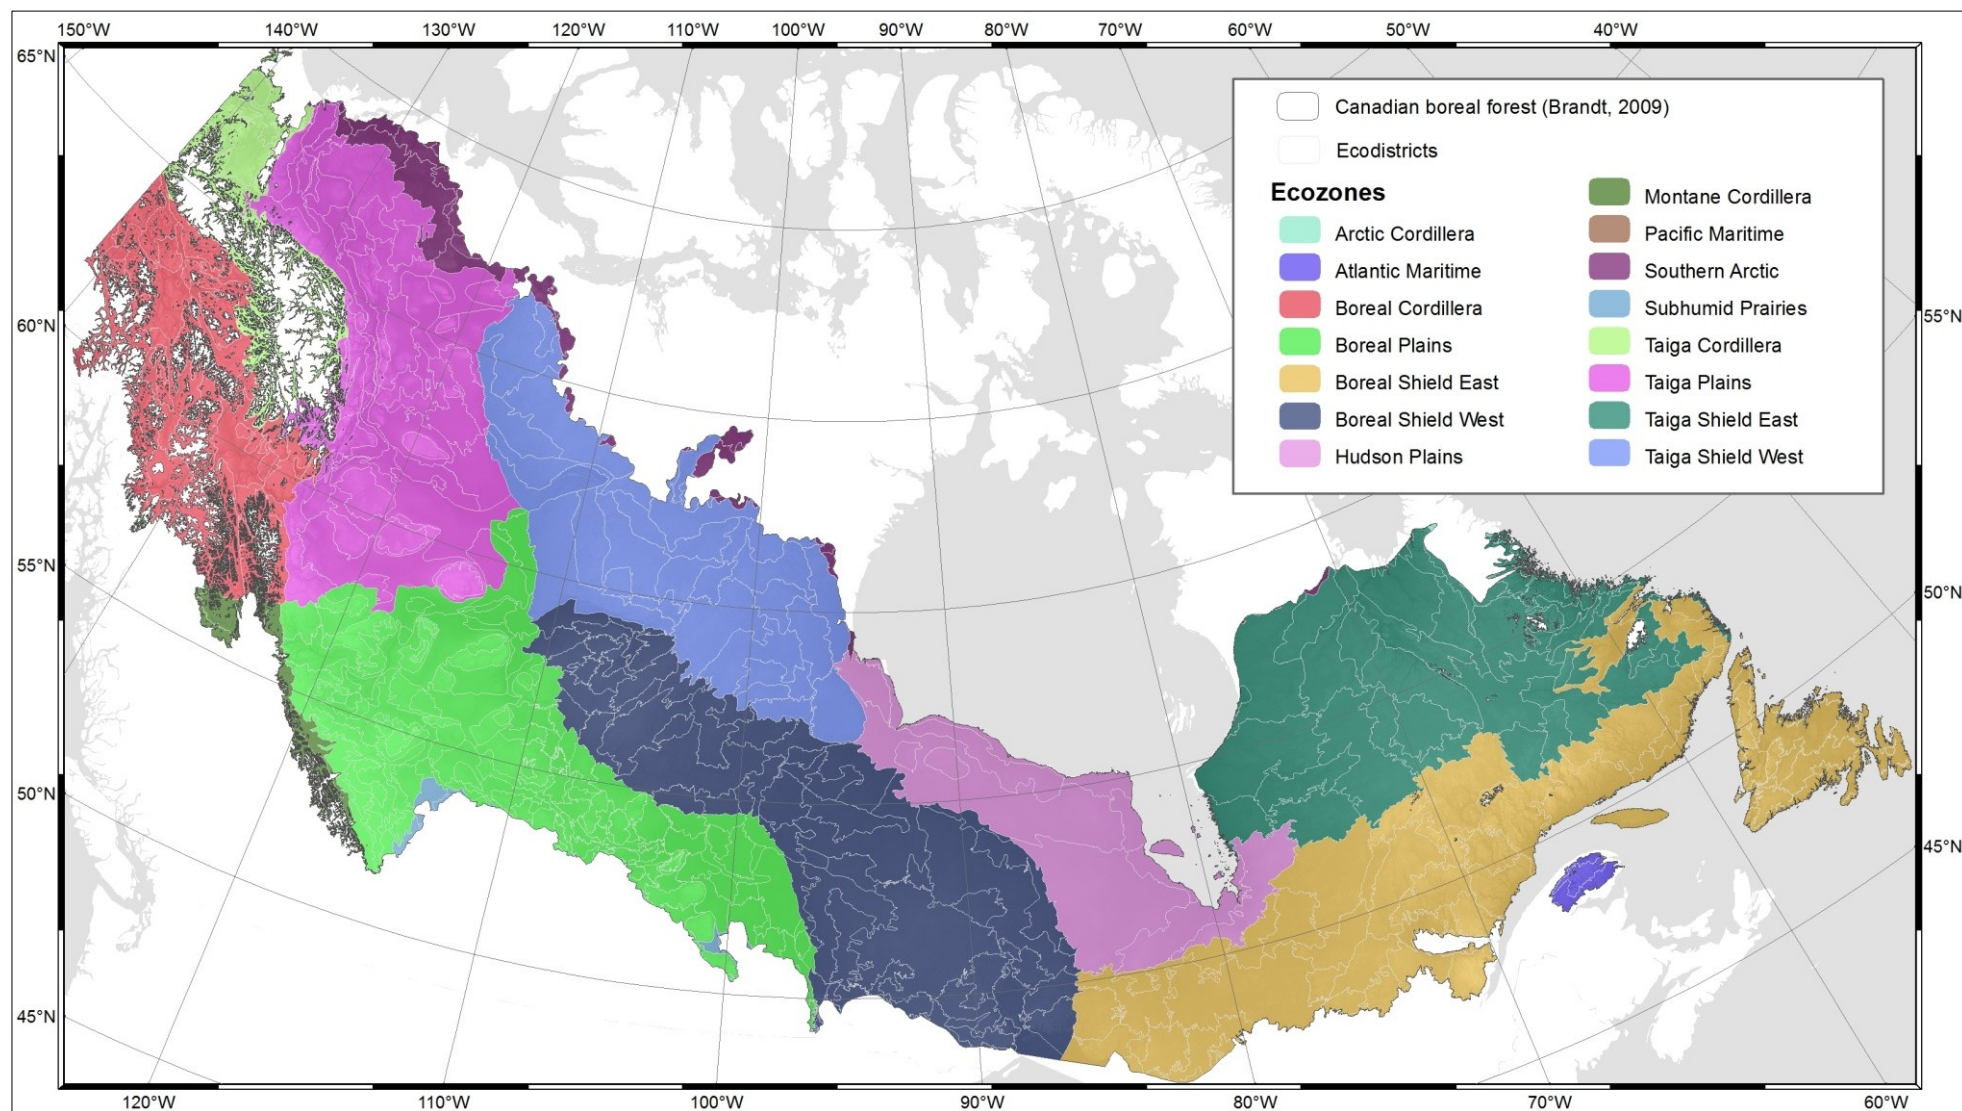 150°W 140°W 130°W 120°W 110°W 100°W 90°W 80°W 70°W 60°W 50°W 40°W
65°N
60°N
55°N
50°N
45°N
Canadian boreal forest (Brandt, 2009)
Ecodistricts
Ecozones
Arctic Cordillera
Atlantic Maritime
Boreal Cordillera
Boreal Plains
Boreal Shield East
Boreal Shield West
Hudson Plains
Montane Cordillera
Pacific Maritime
Southern Arctic
Subhumid Prairies
Taiga Cordillera
Taiga Plains
Taiga Shield East
Taiga Shield West
55°N
50°N
45°N
120°W 110°W 100°W 90°W 80°W 70°W 60°W